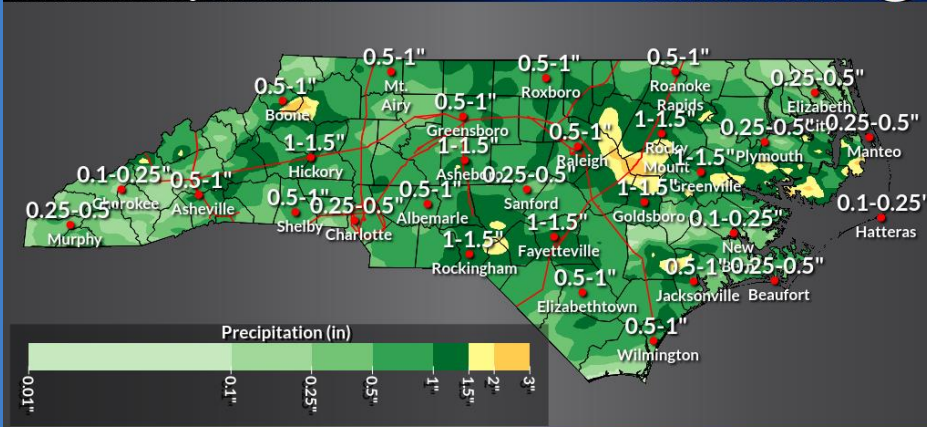 0.5-1"
Mt.
Airy
0.5-1"
Roxboro
0.5-1"
Roanoke
Rapids
0.25-0.5"
Elizabeth
City
0.5-1"
Boone
0.5-1"
Greensboro
0.5-1"
Raleigh
1-1.5"
Rocky
Mount
0.25-0.5"
Plymouth
0.25-0.5"
Manteo
1-1.5"
Hickory
1-1.5"
Asheboro
1-1.5"
Greenville
0.1-0.25"
Cherokee
0.5-1"
Asheville
0.5-1"
Shelby
0.25-0.5"
Charlotte
0.5-1"
Albemarle
0.25-0.5"
Sanford
1-1.5"
Goldsboro
0.1-0.25"
New
Bern
0.1-0.25"
Hatteras
0.25-0.5"
Murphy
1-1.5"
Rockingham
1-1.5"
Fayetteville
0.5-1"
Elizabethtown
0.5-1"
Jacksonville
0.25-0.5"
Beaufort
0.5-1"
Wilmington
Precipitation (in)
0.01"
0.1"
0.25"
0.5"
1"
1.5"
2"
3"